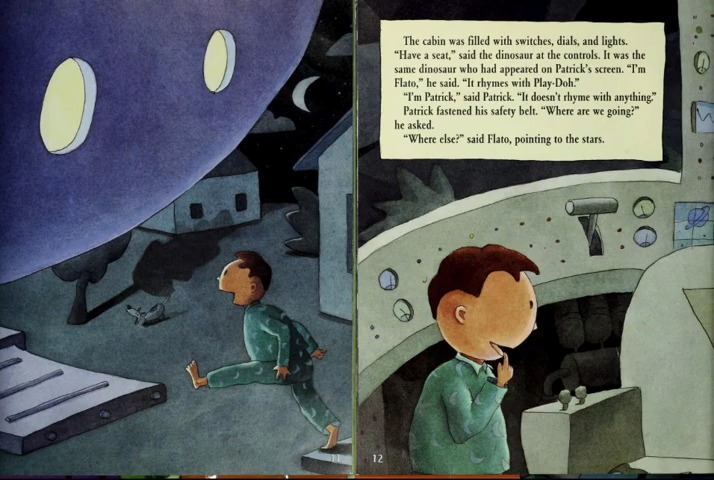 The cabin was filled with switches, dials, and lights.
“Have a seat,” said the dinosaur at the controls. It was the
same dinosaur who had appeared on Patrick’s screen. “I’m
Flato,” he said. “It rhymes with Play-Doh.”
“I’m Patrick,” said Patrick. “It doesn’t rhyme with anything.”
Patrick fastened his safety belt. “Where are we going?”
he asked.
“Where else?” said Flato, pointing to the stars.
11
12